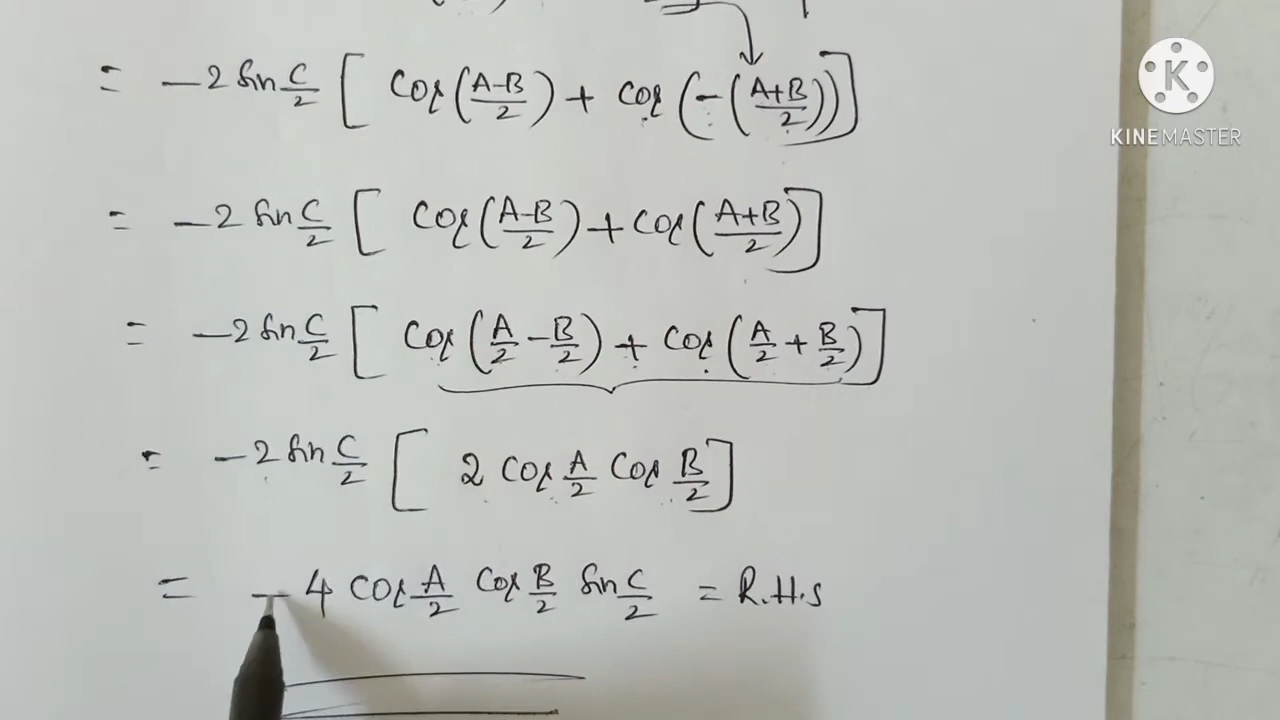 = -2 Sin C/2 [ Cos (A-B/2) + Cos (-(A+B/2)) ]
= -2 Sin C/2 [ Cos (A-B/2) + Cos (A+B/2) ]
= -2 Sin C/2 [ Cos (A/2 - B/2) + Cos (A/2 + B/2) ]
= -2 Sin C/2 [ 2 Cos A/2 Cos B/2 ]
= -4 Cos A/2 Cos B/2 Sin C/2 = R.H.S
K
KINEMASTER